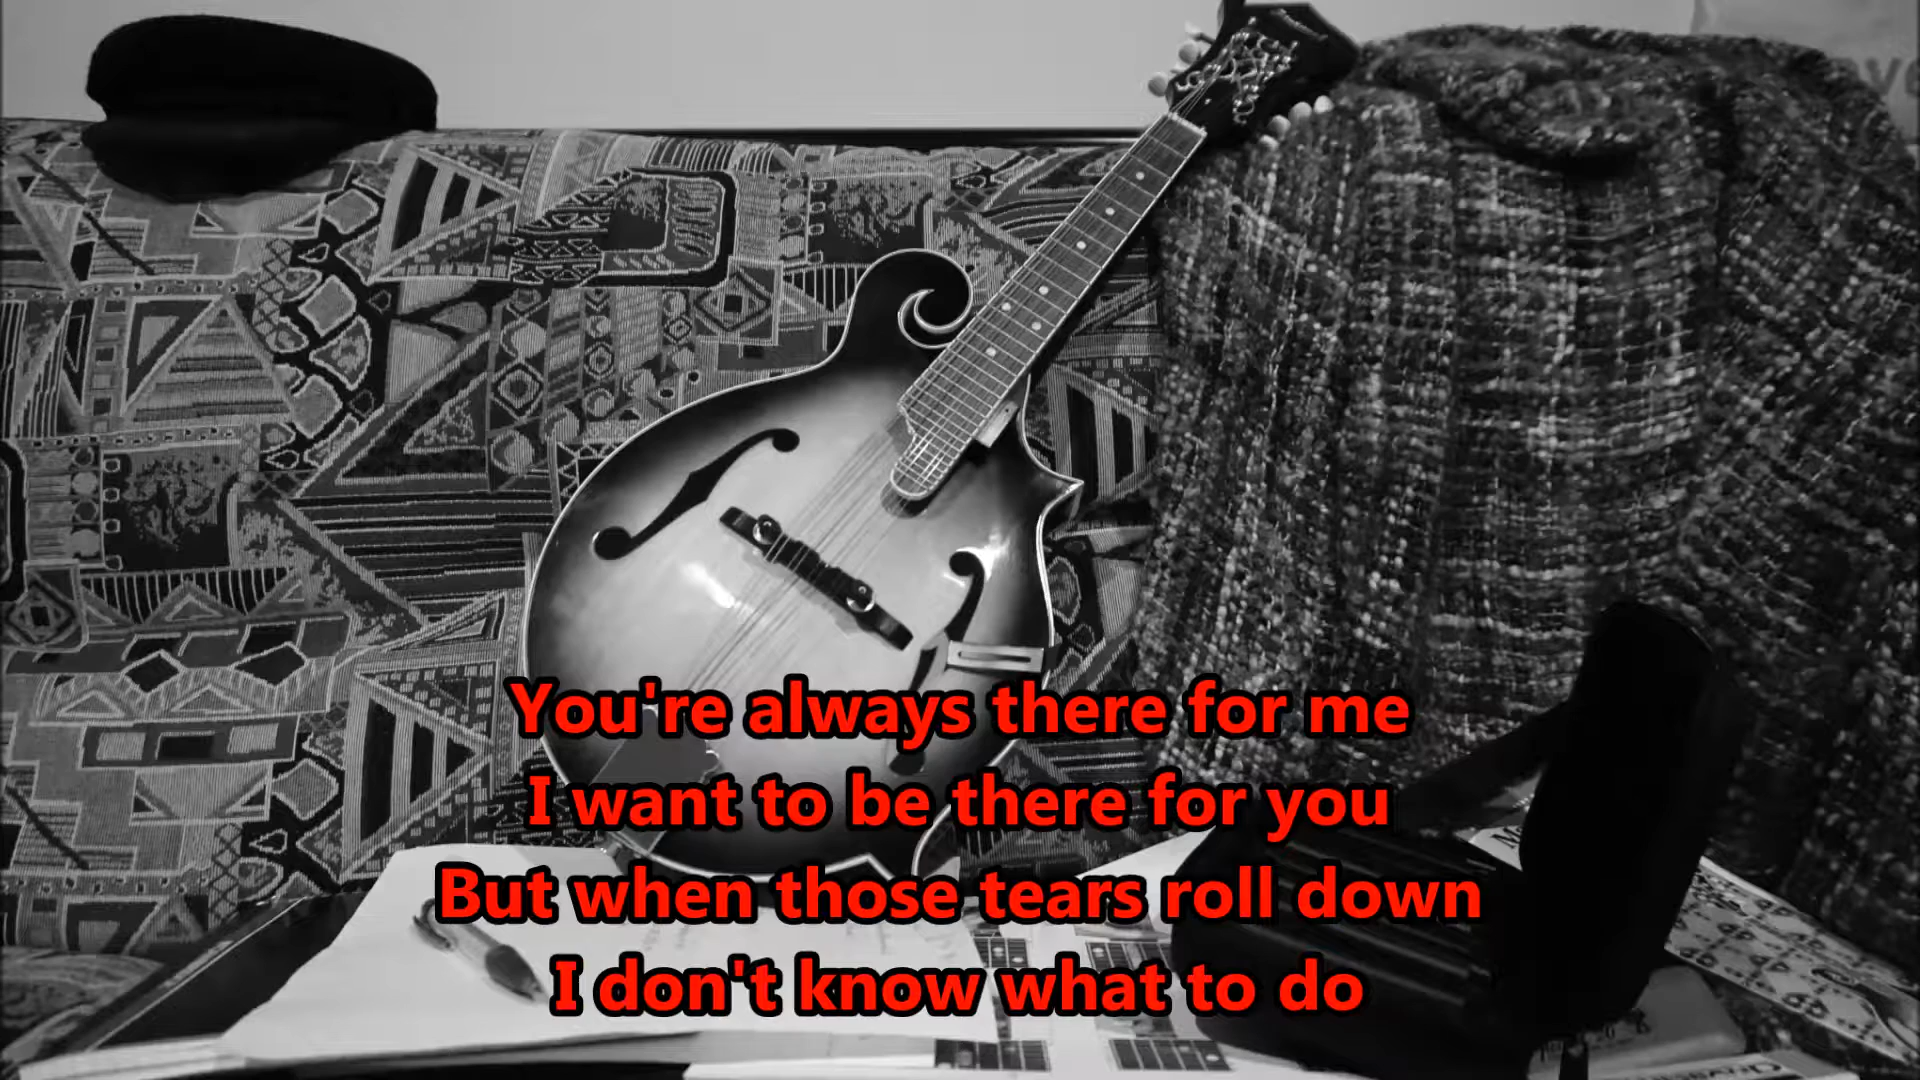 You're always there for me
I want to be there for you
But when those tears roll down
I don't know what to do